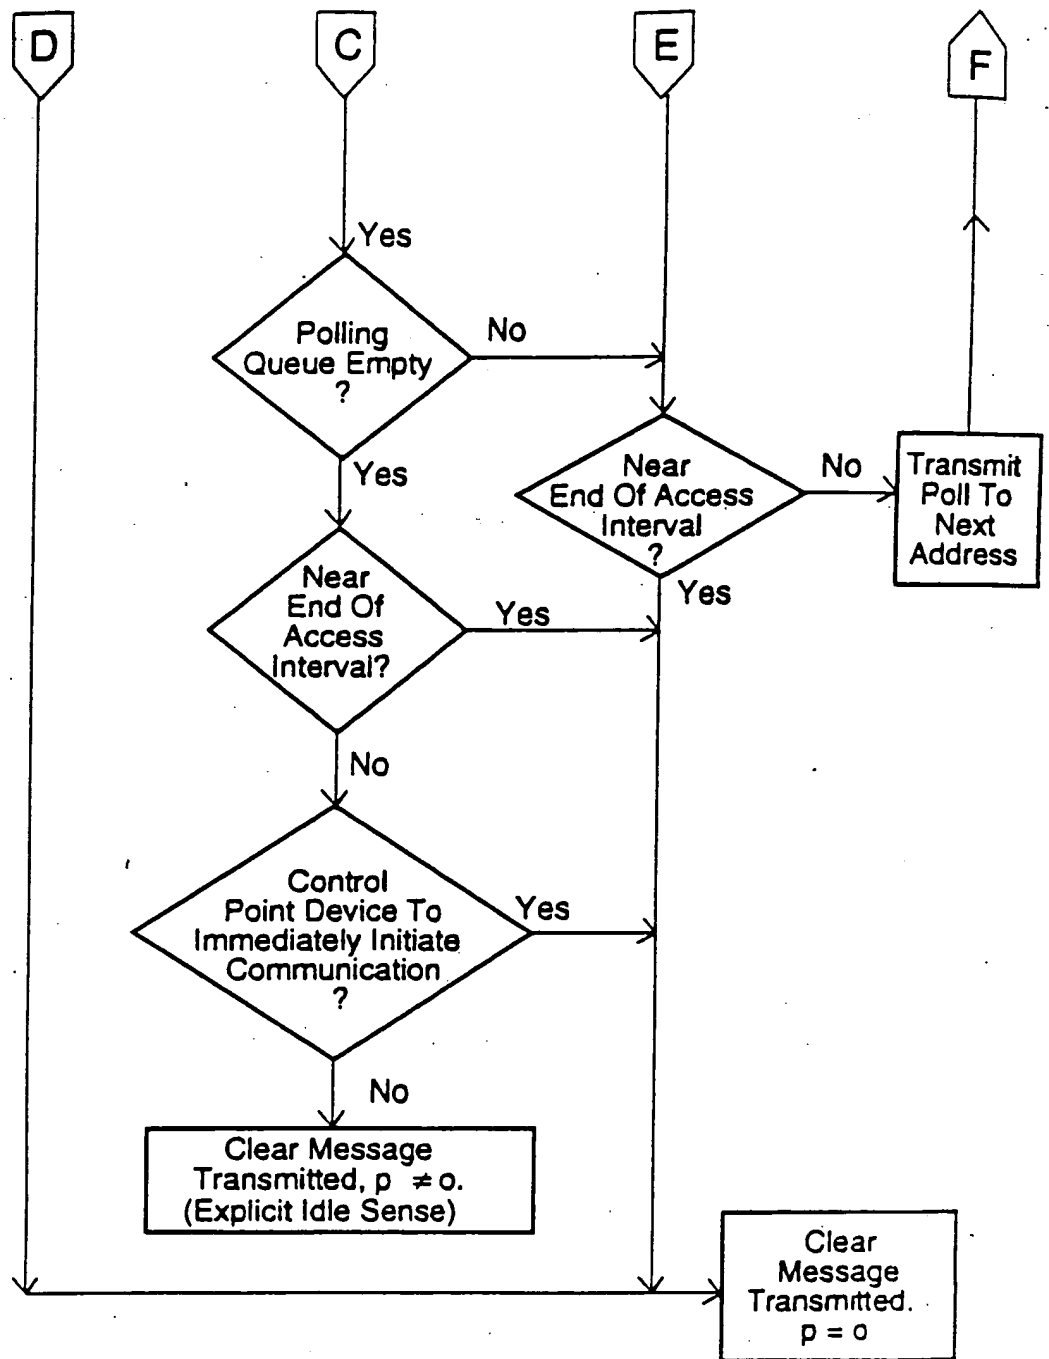 D
C
E
F
Yes
Polling
Queue Empty
?
No
Yes
Near
End Of Access
Interval
?
No
Transmit
Poll To
Next
Address
Yes
Near
End Of
Access
Interval?
Yes
No
Control
Point Device To
Immediately Initiate
Communication
?
Yes
No
Clear Message
Transmitted, p ≠ o.
(Explicit Idle Sense)
Clear
Message
Transmitted.
p = o